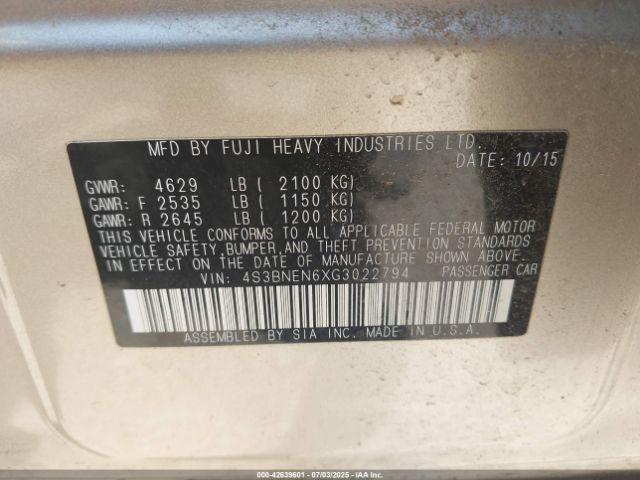 MFD BY FUJI HEAVY INDUSTRIES LTD.
DATE: 10/15
GVWR: 4629 LB ( 2100 KG)
GAWR: F 2535 LB ( 1150 KG)
GAWR: R 2645 LB ( 1200 KG)
THIS VEHICLE CONFORMS TO ALL APPLICABLE FEDERAL MOTOR
VEHICLE SAFETY, BUMPER, AND THEFT PREVENTION STANDARDS
IN EFFECT ON THE DATE OF MANUFACTURE SHOWN ABOVE.
VIN: 4S3BNEN6XG3022794 PASSENGER CAR
ASSEMBLED BY SIA INC. MADE IN U.S.A.
000-42639601 - 07/03/2025 - IAAI.COM